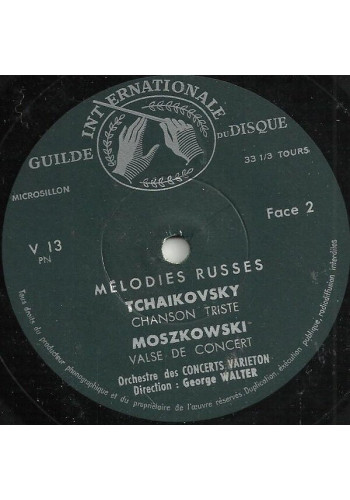 GUILDE INTERNATIONALE DU DISQUE
MICROSILLON
33 1/3 TOURS
V 13
PN
Face 2
MÉLODIES RUSSES
TCHAIKOVSKY
CHANSON TRISTE
MOSZKOWSKI
VALSE DE CONCERT
Orchestre des CONCERTS VARIETON
Direction : George WALTER
Tous droits du producteur phonographique et du propriétaire de l'œuvre réservés. Duplication, exécution publique, radiodiffusion interdites